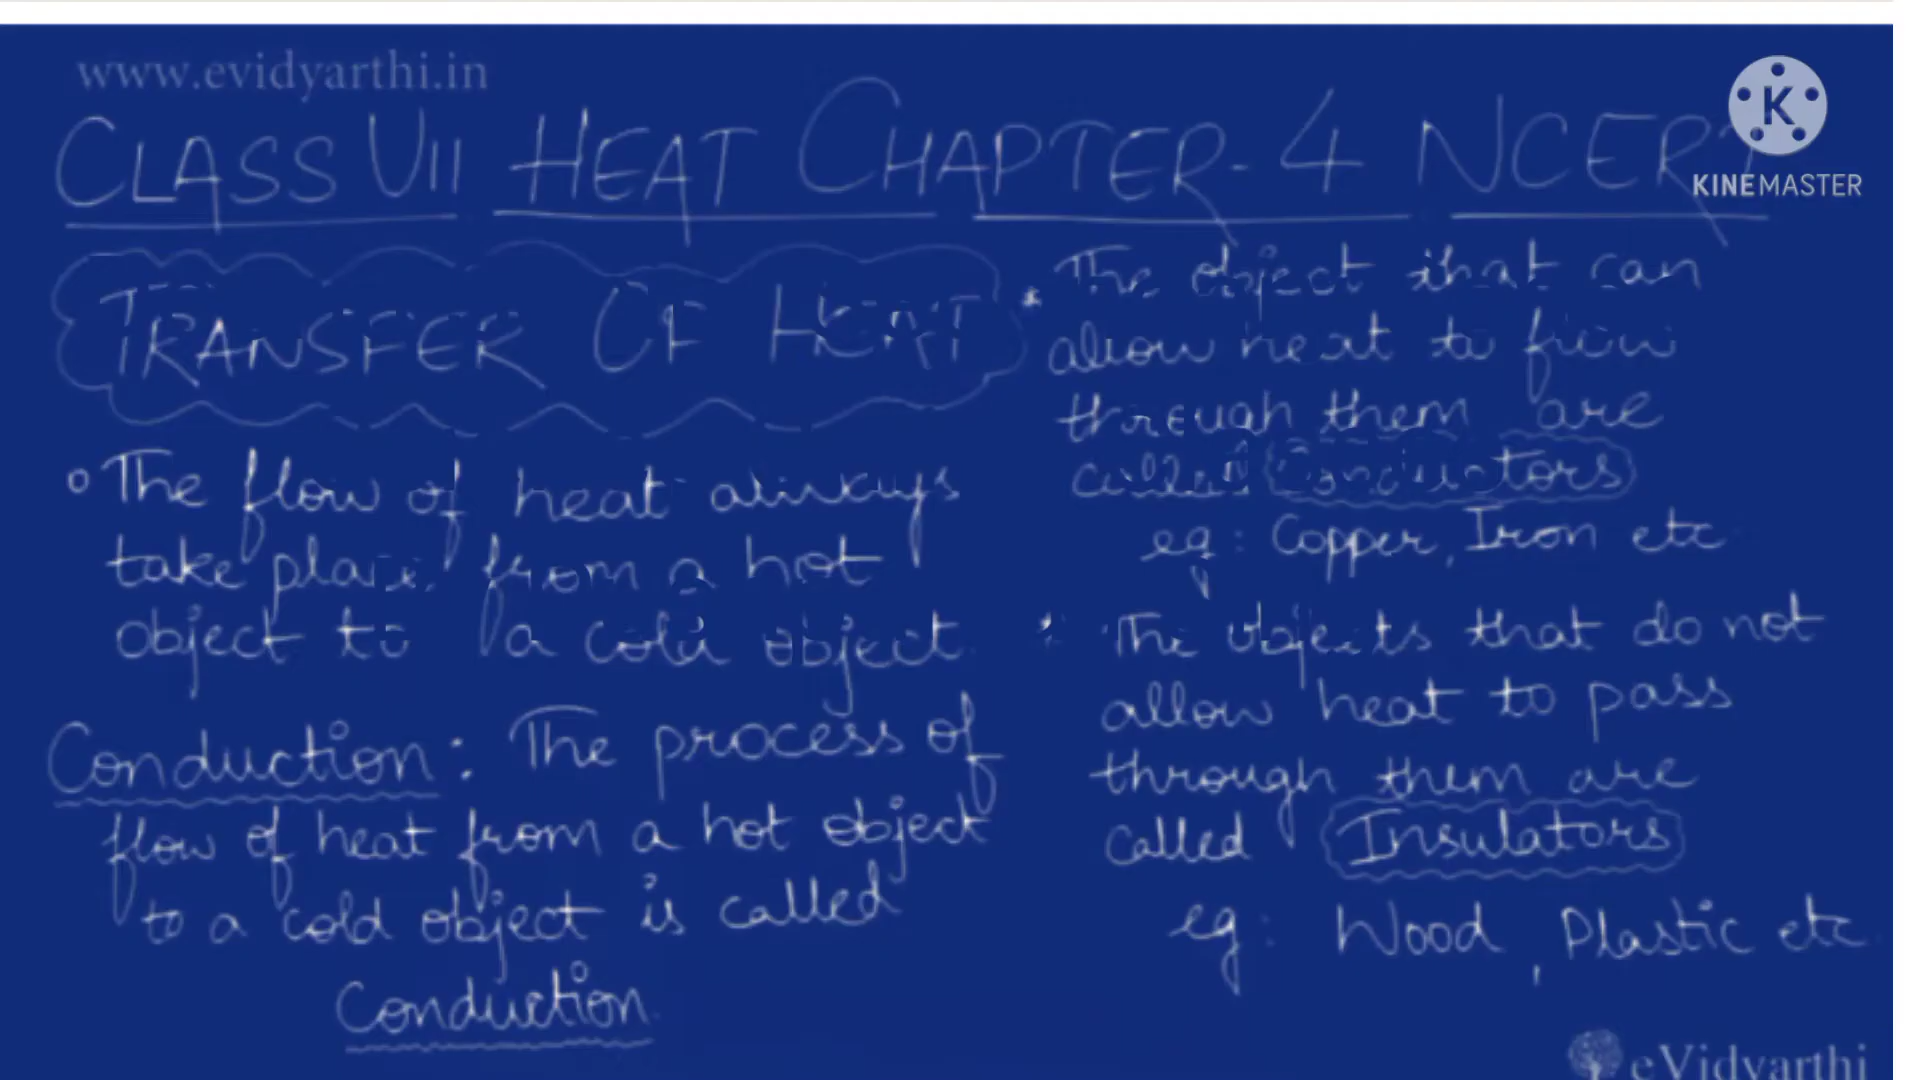 www.evidyarthi.in
CLASS VII HEAT CHAPTER-4 NCERT
K
KINEMASTER
TRANSFER OF HEAT
The flow of heat always
take place from a hot
object to a cold object
Conduction: The process of
flow of heat from a hot object
to a cold object is called
Conduction.
The object that can
allow heat to flow
through them are
called Conductors
eg: Copper, Iron etc
The objects that do not
allow heat to pass
through them are
called Insulators
eg: Wood, Plastic etc
eVidyarthi